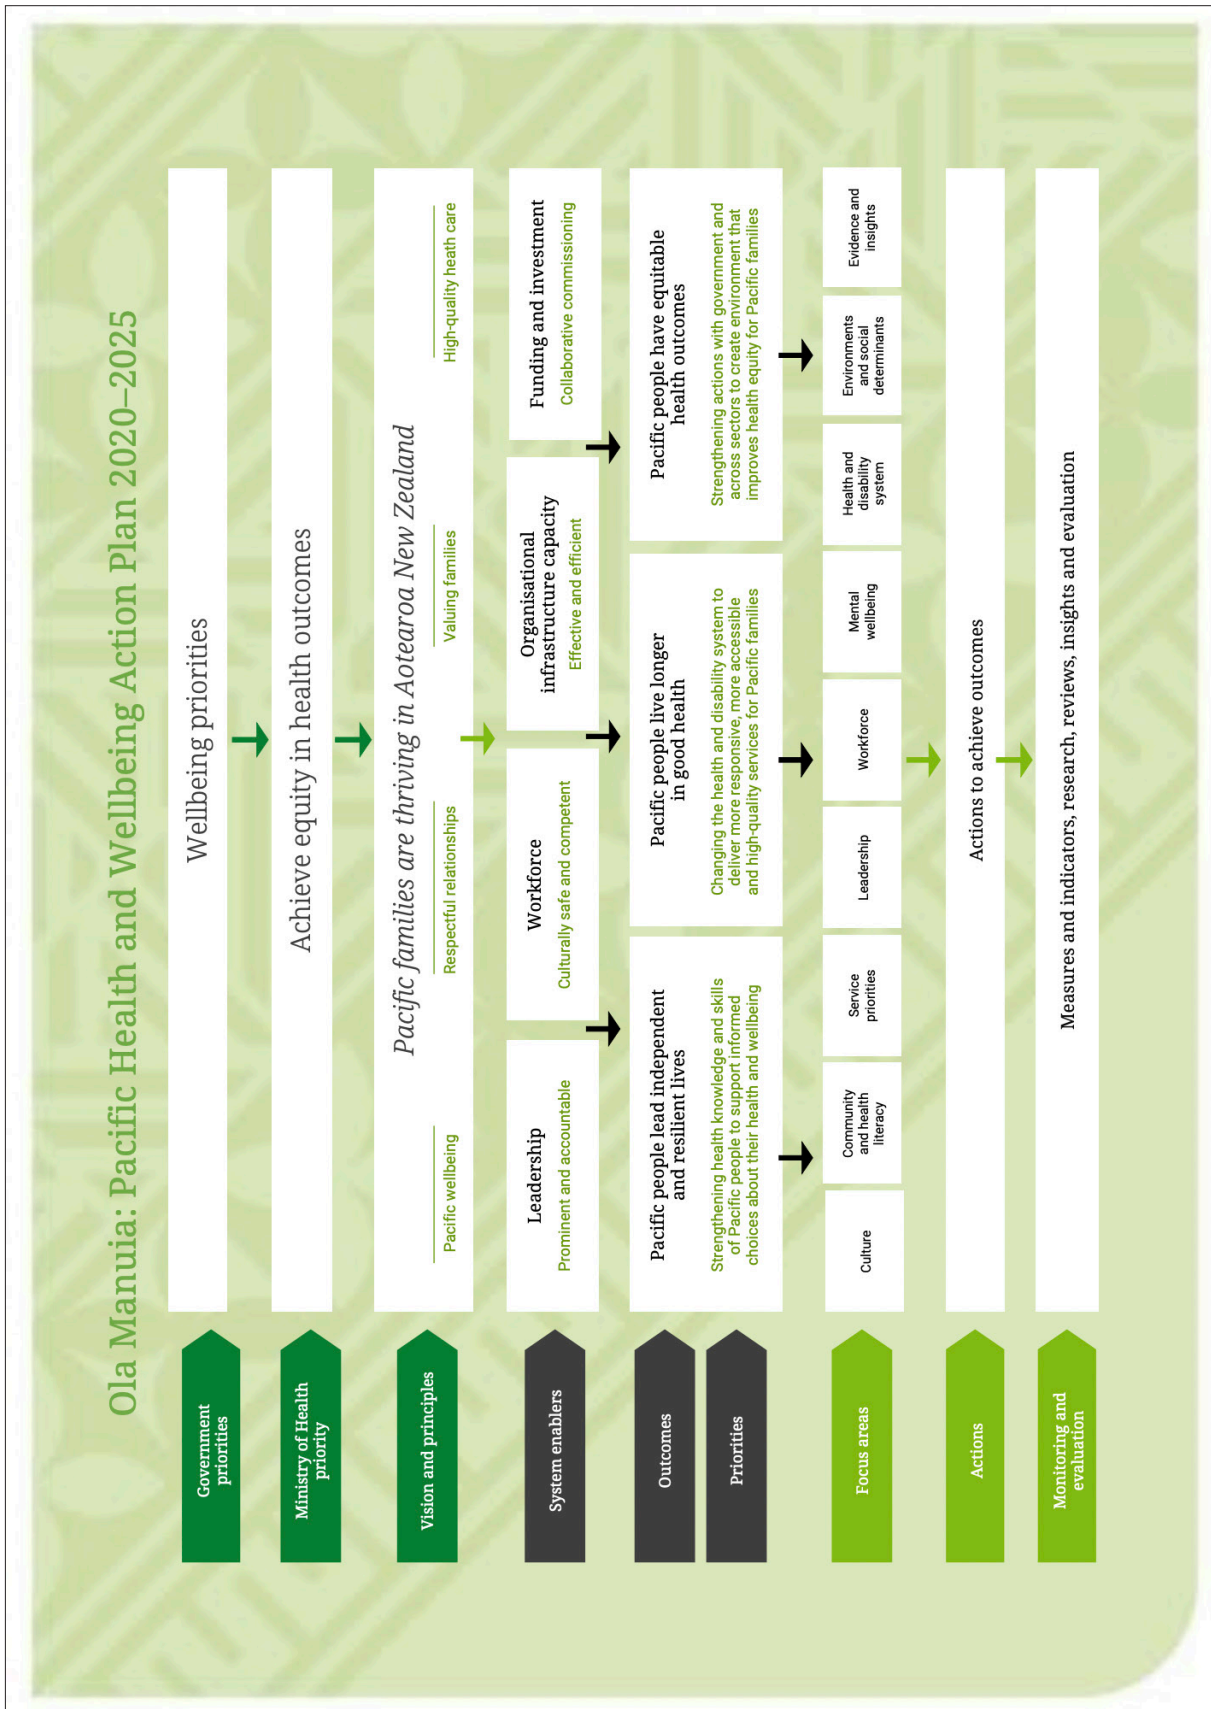 Ola Manuia: Pacific Health and Wellbeing Action Plan 2020–2025
Government
priorities
Wellbeing priorities
Ministry of Health
priority
Achieve equity in health outcomes
Vision and principles
Pacific families are thriving in Aotearoa New Zealand
Pacific wellbeing
Respectful relationships
Valuing families
High-quality heath care
System enablers
Leadership
Prominent and accountable
Workforce
Culturally safe and competent
Organisational
infrastructure capacity
Effective and efficient
Funding and investment
Collaborative commissioning
Outcomes
Priorities
Pacific people lead independent
and resilient lives
Strengthening health knowledge and skills
of Pacific people to support informed
choices about their health and wellbeing
Pacific people live longer
in good health
Changing the health and disability system to
deliver more responsive, more accessible
and high-quality services for Pacific families
Pacific people have equitable
health outcomes
Strengthening actions with government and
across sectors to create environment that
improves health equity for Pacific families
Focus areas
Culture
Community
and health
literacy
Service
priorities
Leadership
Workforce
Mental
wellbeing
Health and
disability
system
Environments
and social
determinants
Evidence and
insights
Actions
Actions to achieve outcomes
Monitoring and
evaluation
Measures and indicators, research, reviews, insights and evaluation